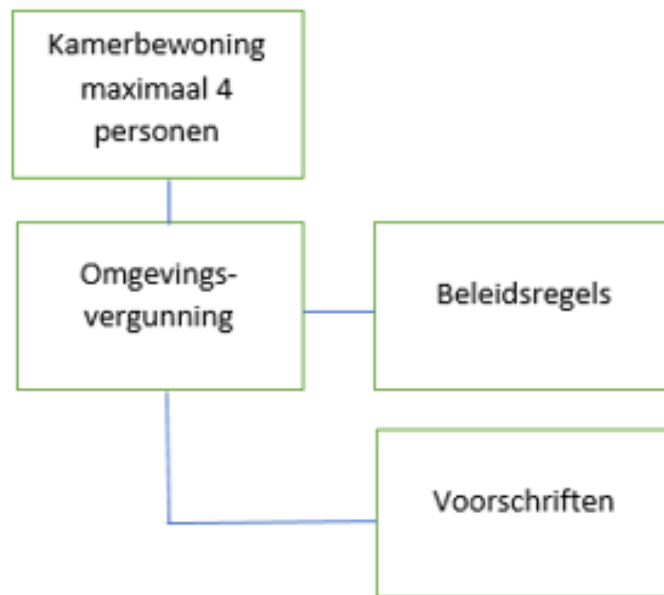 Kamerbewoning
maximaal 4
personen
Omgevings-
vergunning
Beleidsregels
Voorschriften